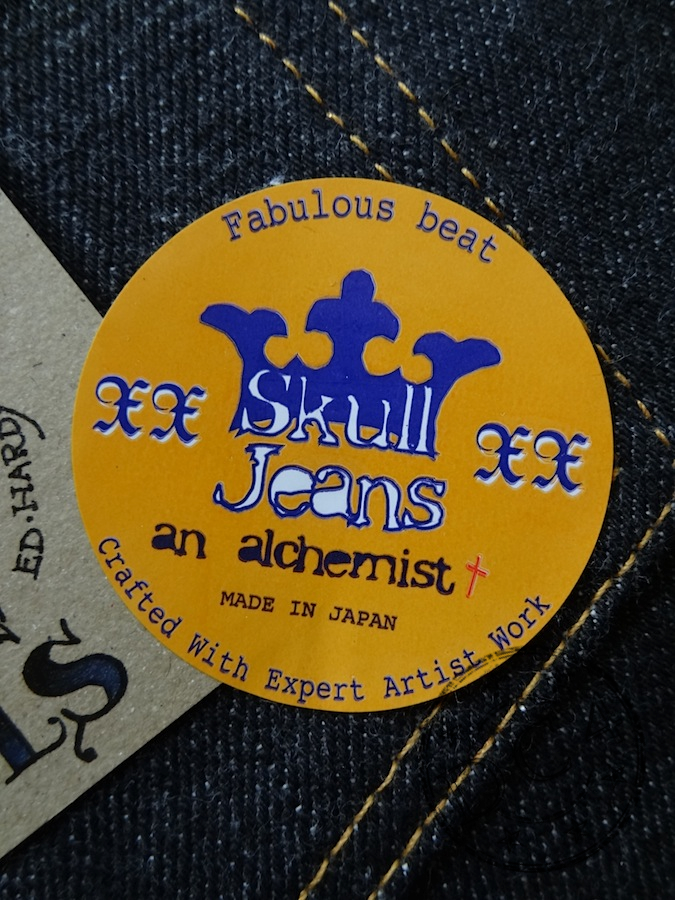 Fabulous beat
XX
Skull
XX
Jeans
an alchemist
MADE IN JAPAN
Crafted With Expert Artist Work
ED·HARDY